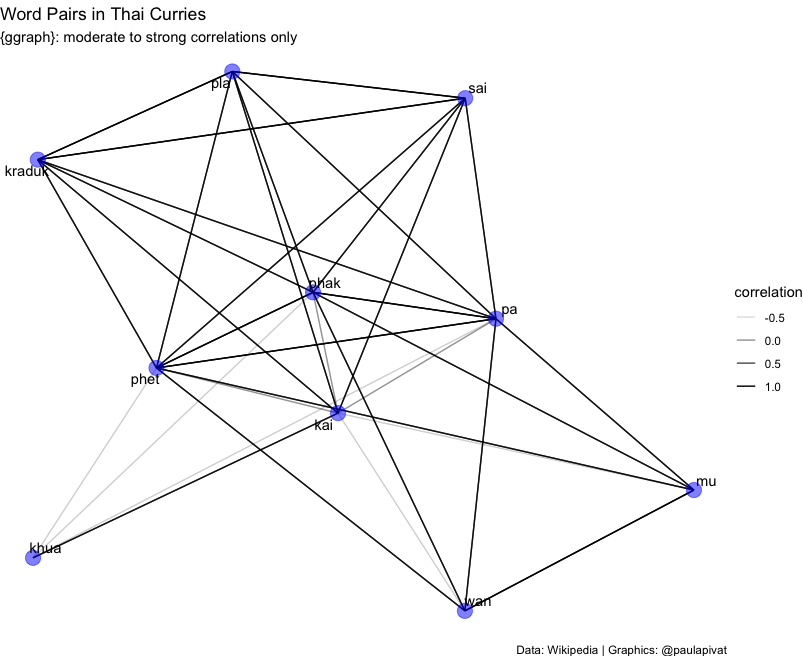 Word Pairs in Thai Curries
{ggraph}: moderate to strong correlations only
pla
sai
kraduk
phak
pa
phet
kai
mu
khua
wan
correlation
-0.5
0.0
0.5
1.0
Data: Wikipedia | Graphics: @paulapivat